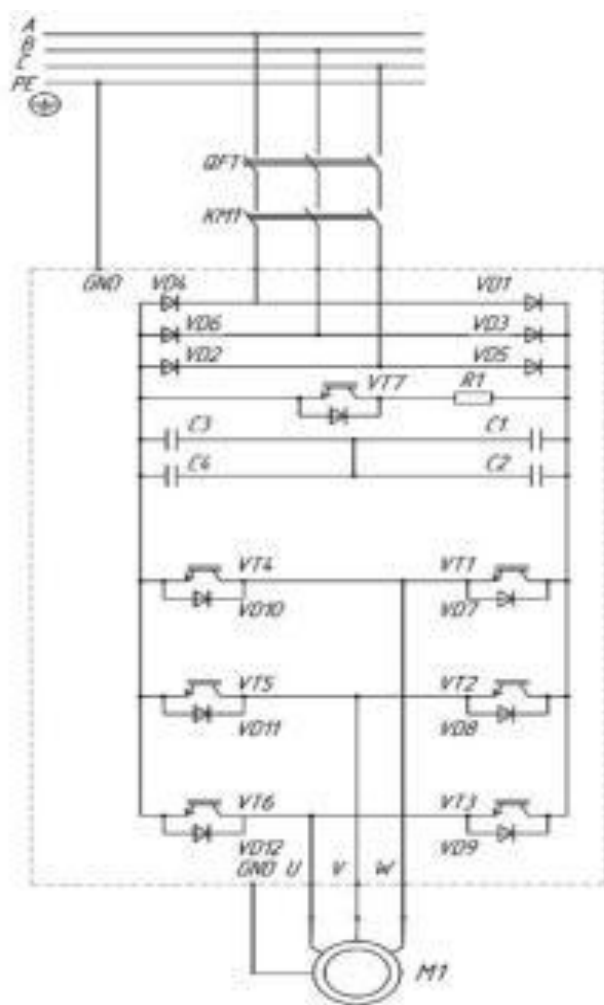 A
B
C
PE
QF1
KM1
GND VD4 VD1
VD6 VD3
VD2 VD5
VT7 R1
C3 C1
C4 C2
VT4 VT1
VD10 VD7
VT5 VT2
VD11 VD8
VT6 VT3
VD12 VD9
GND U V W
M1